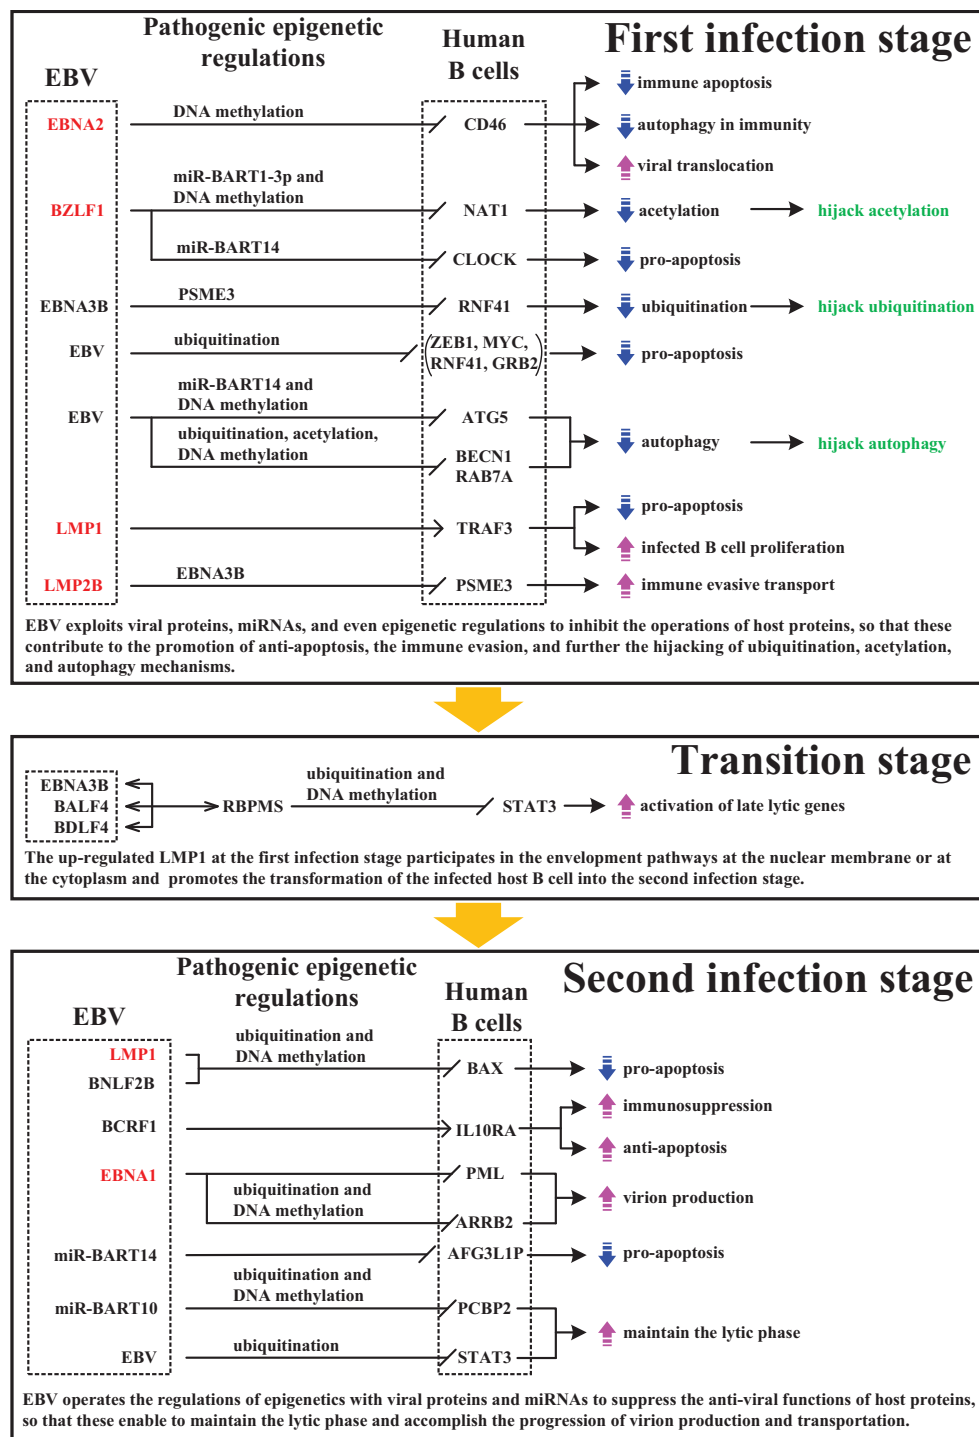 First infection stage
Pathogenic epigenetic
regulations
Human
B cells
EBV
EBNA2
DNA methylation
CD46
immune apoptosis
autophagy in immunity
viral translocation
BZLF1
miR-BART1-3p and
DNA methylation
NAT1
acetylation
hijack acetylation
miR-BART14
CLOCK
pro-apoptosis
EBNA3B
PSME3
RNF41
ubiquitination
hijack ubiquitination
EBV
ubiquitination
(ZEB1, MYC,
RNF41, GRB2)
pro-apoptosis
EBV
miR-BART14 and
DNA methylation
ATG5
ubiquitination, acetylation,
DNA methylation
BECN1
RAB7A
autophagy
hijack autophagy
LMP1
TRAF3
pro-apoptosis
infected B cell proliferation
LMP2B
EBNA3B
PSME3
immune evasive transport
EBV exploits viral proteins, miRNAs, and even epigenetic regulations to inhibit the operations of host proteins, so that these
contribute to the promotion of anti-apoptosis, the immune evasion, and further the hijacking of ubiquitination, acetylation,
and autophagy mechanisms.
Transition stage
EBNA3B
BALF4
BDLF4
RBPMS
ubiquitination and
DNA methylation
STAT3
activation of late lytic genes
The up-regulated LMP1 at the first infection stage participates in the envelopment pathways at the nuclear membrane or at
the cytoplasm and promotes the transformation of the infected host B cell into the second infection stage.
Second infection stage
Pathogenic epigenetic
regulations
Human
B cells
EBV
LMP1
BNLF2B
ubiquitination and
DNA methylation
BAX
pro-apoptosis
BCRF1
IL10RA
immunosuppression
anti-apoptosis
EBNA1
PML
ubiquitination and
DNA methylation
ARRB2
virion production
miR-BART14
AFG3L1P
pro-apoptosis
miR-BART10
ubiquitination and
DNA methylation
PCBP2
EBV
ubiquitination
STAT3
maintain the lytic phase
EBV operates the regulations of epigenetics with viral proteins and miRNAs to suppress the anti-viral functions of host proteins,
so that these enable to maintain the lytic phase and accomplish the progression of virion production and transportation.